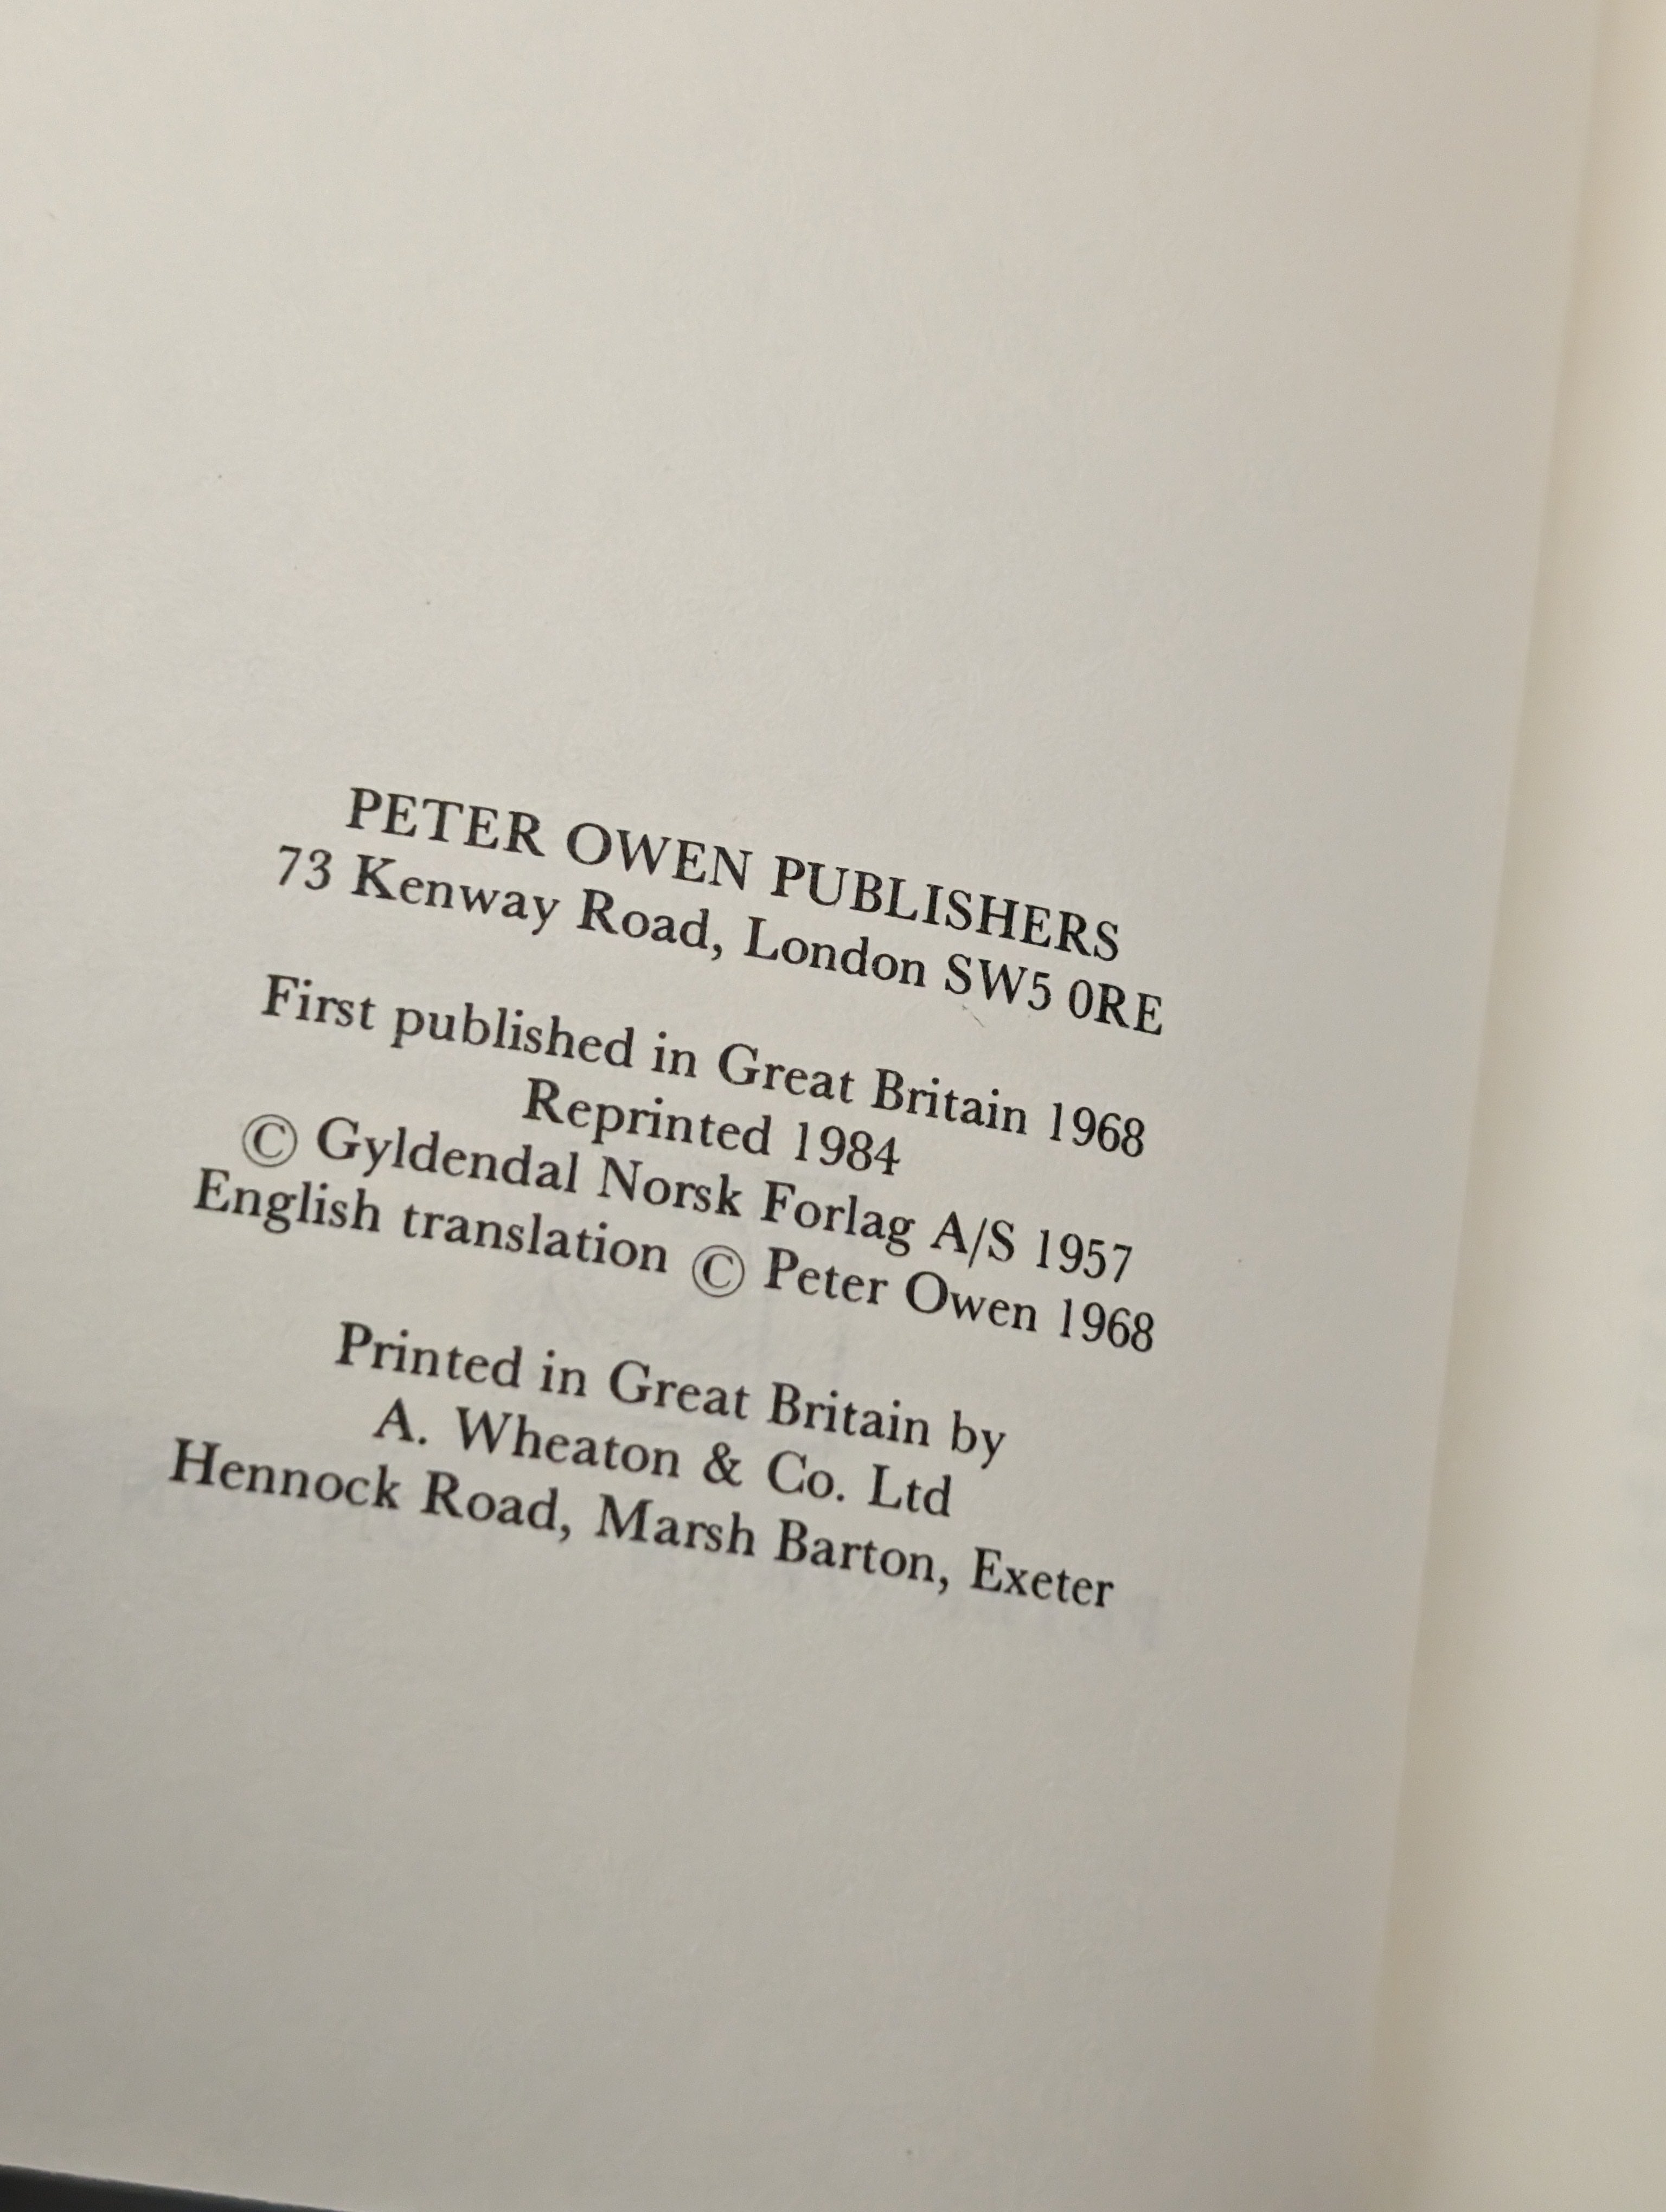 PETER OWEN PUBLISHERS
73 Kenway Road, London SW5 0RE
First published in Great Britain 1968
Reprinted 1984
© Gyldendal Norsk Forlag A/S 1957
English translation © Peter Owen 1968
Printed in Great Britain by
A. Wheaton & Co. Ltd
Hennock Road, Marsh Barton, Exeter